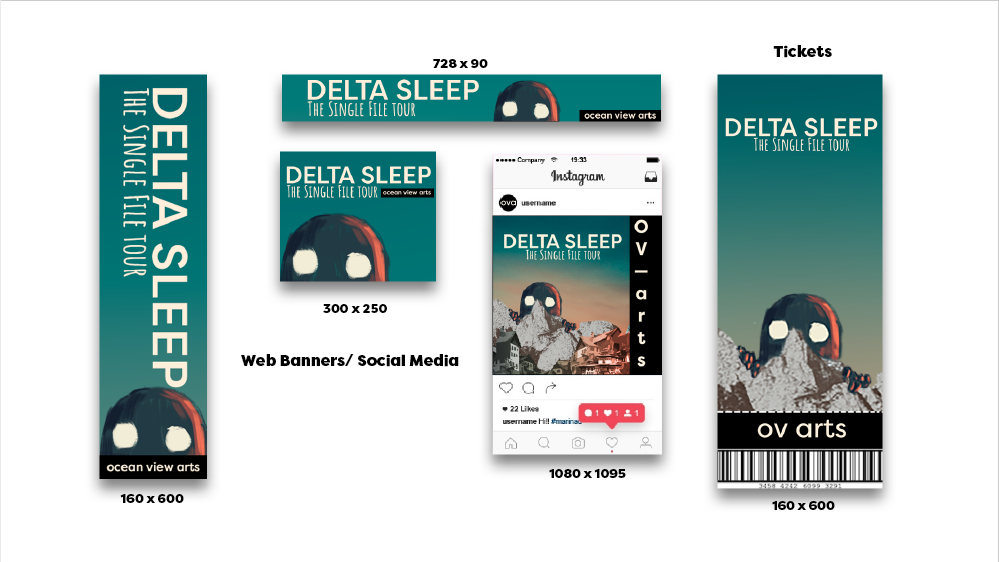 Tickets
728 x 90
DELTA SLEEP
The Single File tour
DELTA SLEEP
The Single File tour
ocean view arts
DELTA SLEEP
The Single File tour
ocean view arts
300 x 250
Web Banners/ Social Media
ocean view arts
160 x 600
Company
19:33
Instagram
ova
username
DELTA SLEEP
The Single File tour
OV—arts
22 Likes
username Hi!! #marinad
1 1 1
1080 x 1095
DELTA SLEEP
The Single File tour
ov arts
3458 4242 6099 3291
160 x 600